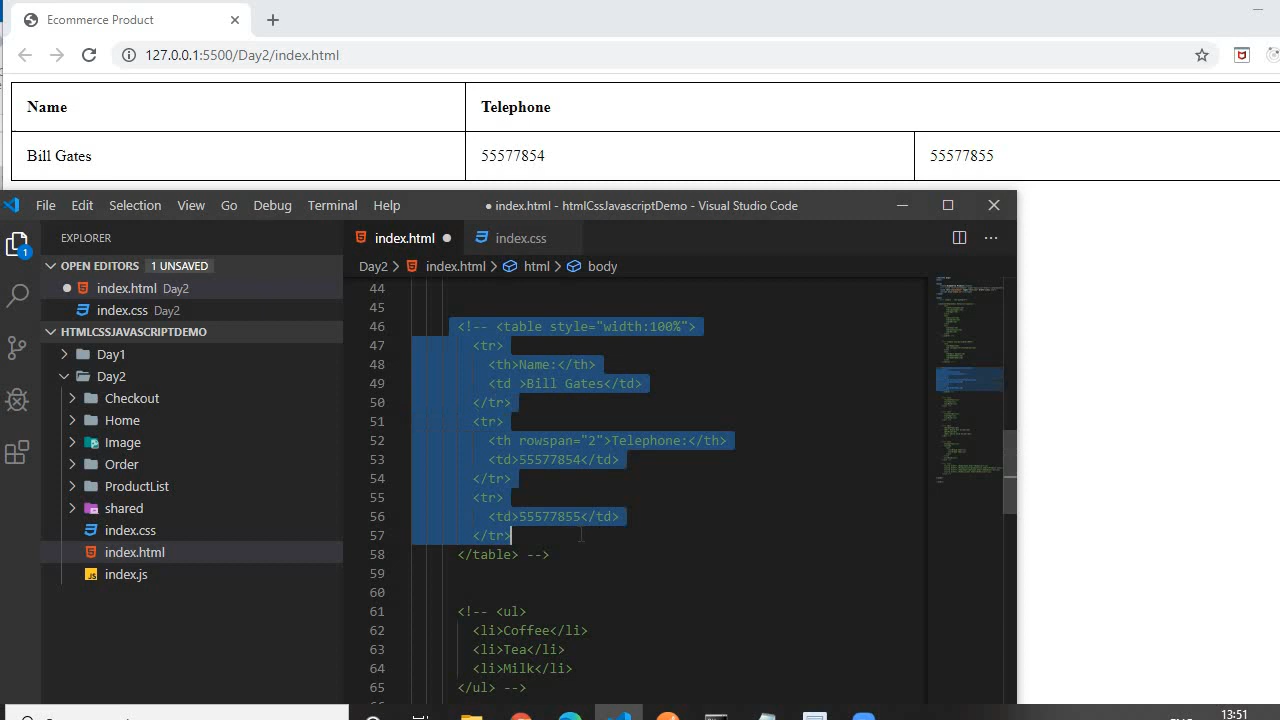 Ecommerce Product
127.0.0.1:5500/Day2/index.html
Name Telephone
Bill Gates 55577854 55577855
File Edit Selection View Go Debug Terminal Help ● index.html - htmlCssJavascriptDemo - Visual Studio Code
EXPLORER index.html index.css
OPEN EDITORS 1 UNSAVED
Day2 > index.html > html > body
1
index.html Day2
index.css Day2
HTMLCSSJAVASCRIPTDEMO
Day1
Day2
Checkout
Home
Image
Order
ProductList
shared
index.css
index.html
index.js
44
45
46 <!-- <table style="width:100%">
47 <tr>
48 <th>Name:</th>
49 <td >Bill Gates</td>
50 </tr>
51 <tr>
52 <th rowspan="2">Telephone:</th>
53 <td>55577854</td>
54 </tr>
55 <tr>
56 <td>55577855</td>
57 </tr>
58 </table> -->
59
60
61 <!-- <ul>
62 <li>Coffee</li>
63 <li>Tea</li>
64 <li>Milk</li>
65 </ul> -->
13:51